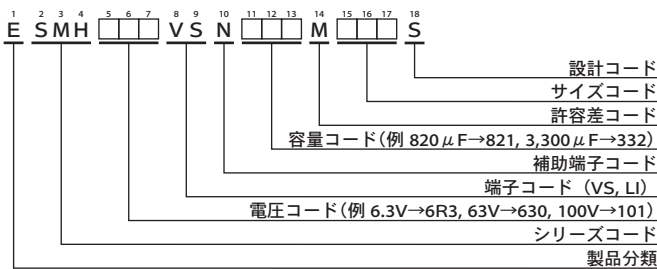 1 2 3 4 5 6 7 8 9 10 11 12 13 14 15 16 17 18
E SMH □□□ VS N □□□ M □□□ S
設計コード
サイズコード
許容差コード
容量コード(例 820μF→821, 3,300μF→332)
補助端子コード
端子コード (VS, LI)
電圧コード(例 6.3V→6R3, 63V→630, 100V→101)
シリーズコード
製品分類